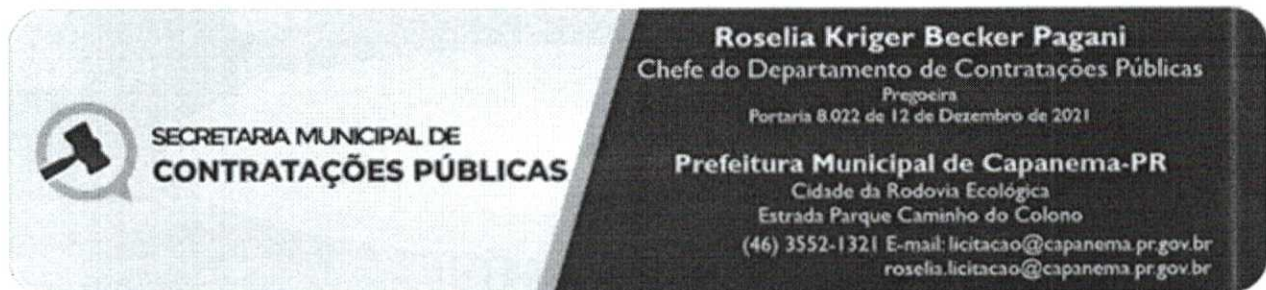 SECRETARIA MUNICIPAL DE
CONTRATAÇÕES PÚBLICAS
Roselia Kriger Becker Pagani
Chefe do Departamento de Contratações Públicas
Pregoeira
Portaria 8.022 de 12 de Dezembro de 2021
Prefeitura Municipal de Capanema-PR
Cidade da Rodovia Ecológica
Estrada Parque Caminho do Colono
(46) 3552-1321 E-mail: licitacao@capanema.pr.gov.br
roselia.licitacao@capanema.pr.gov.br